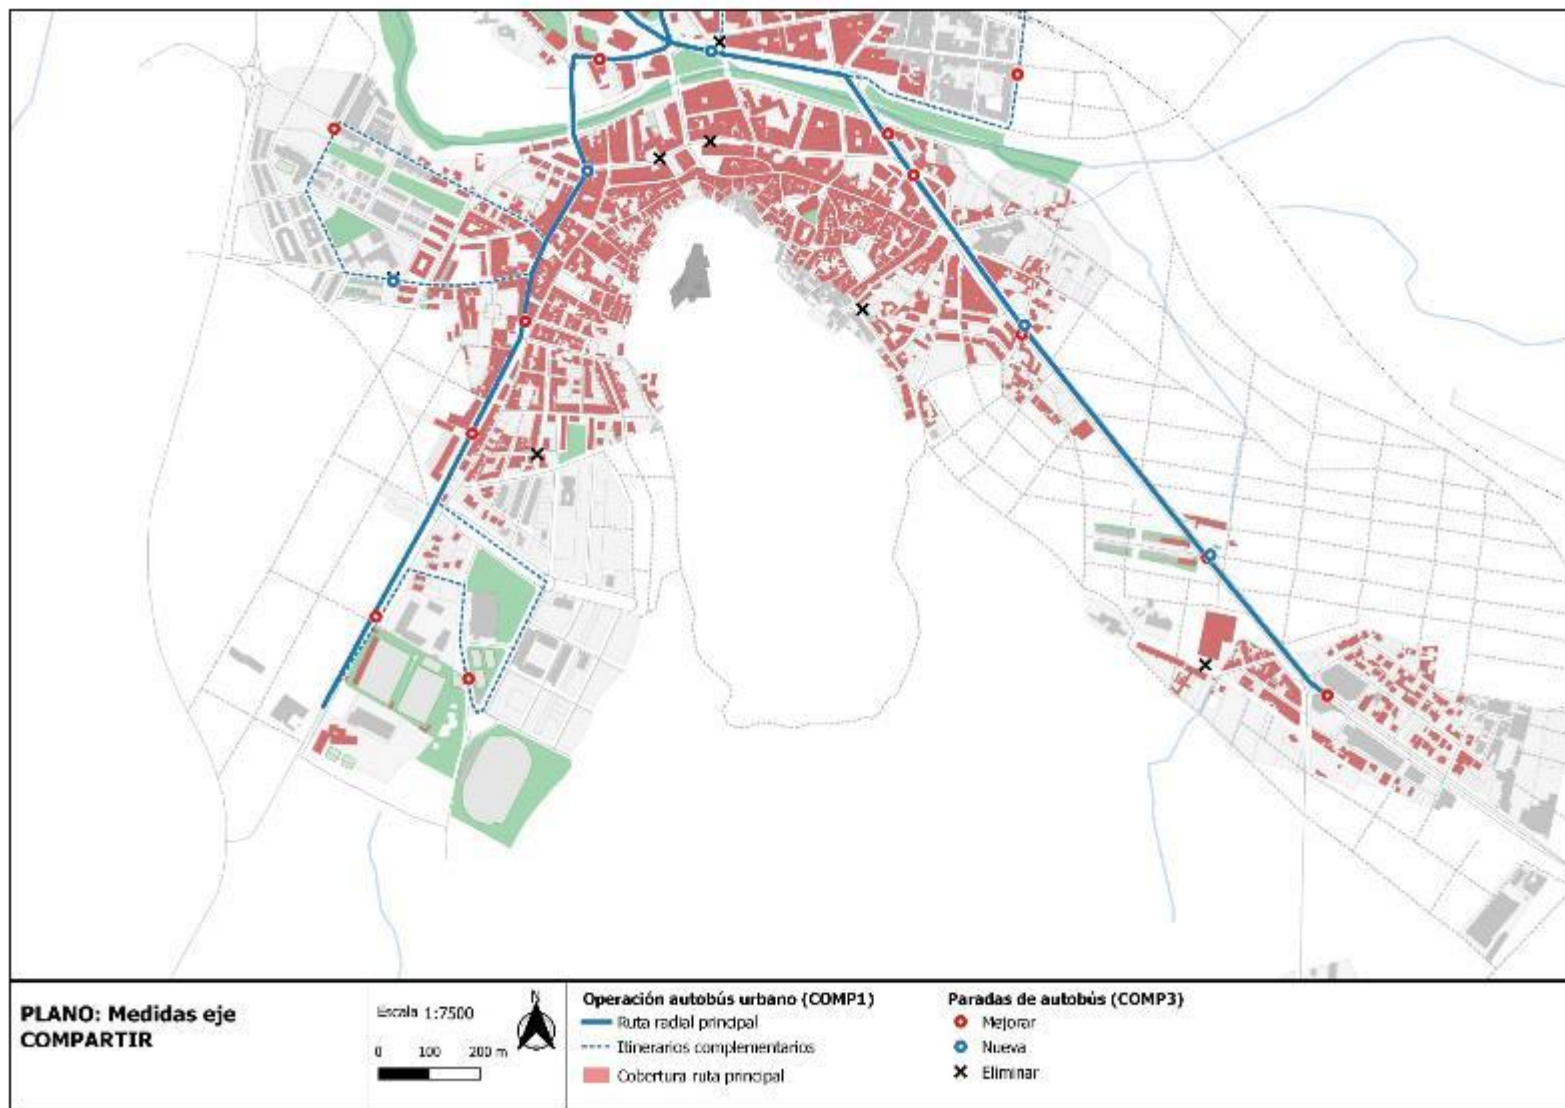 PLANO: Medidas eje
COMPARTIR
Escala 1:7500
0 100 200 m
N
Operación autobús urbano (COMP1)
Ruta radial principal
Itinerarios complementarios
Cobertura ruta principal
Paradas de autobús (COMP3)
Mejorar
Nueva
Eliminar